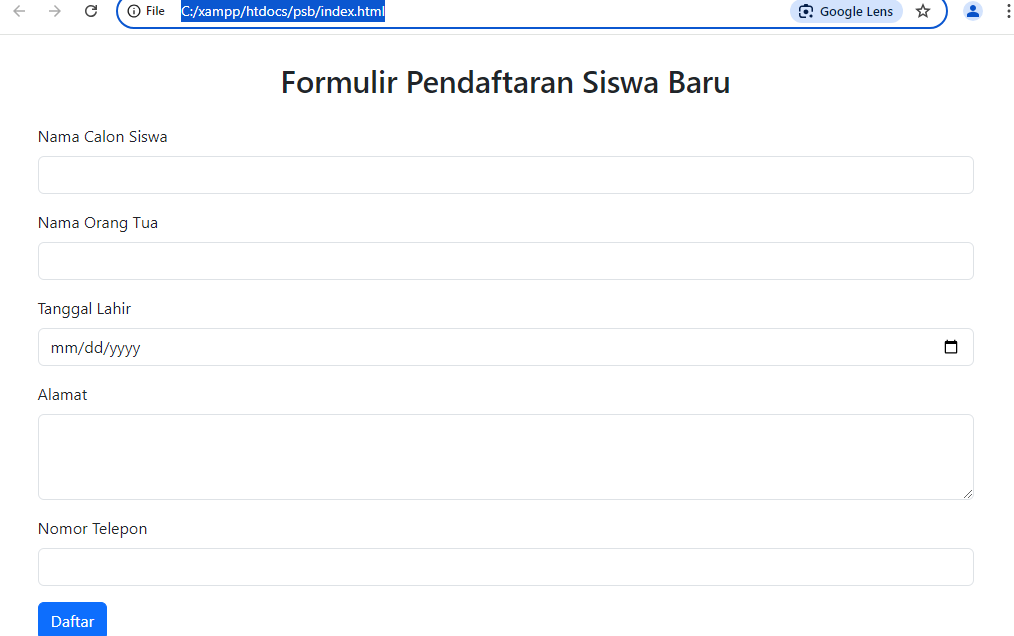 File C:/xampp/htdocs/psb/index.html Google Lens
Formulir Pendaftaran Siswa Baru
Nama Calon Siswa
Nama Orang Tua
Tanggal Lahir
mm/dd/yyyy
Alamat
Nomor Telepon
Daftar